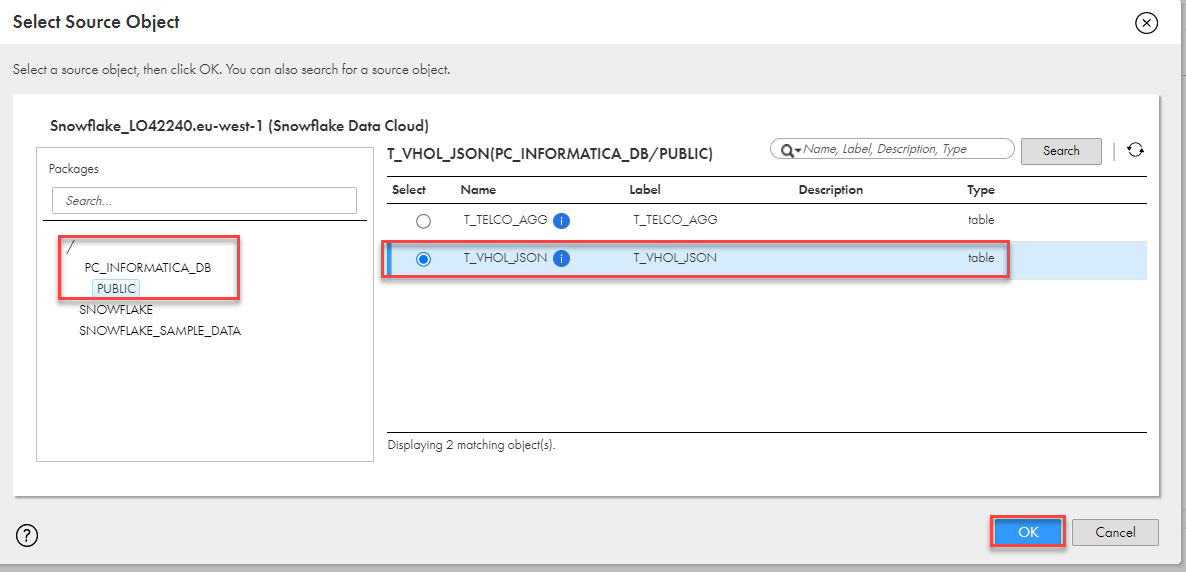 Select Source Object
Select a source object, then click OK. You can also search for a source object.
Snowflake_LO42240.eu-west-1 (Snowflake Data Cloud)
Packages
Search...
/
PC_INFORMATICA_DB
PUBLIC
SNOWFLAKE
SNOWFLAKE_SAMPLE_DATA
T_VHOL_JSON(PC_INFORMATICA_DB/PUBLIC)
Name, Label, Description, Type
Search
Select Name Label Description Type
T_TELCO_AGG i T_TELCO_AGG table
T_VHOL_JSON i T_VHOL_JSON table
Displaying 2 matching object(s).
?
OK Cancel